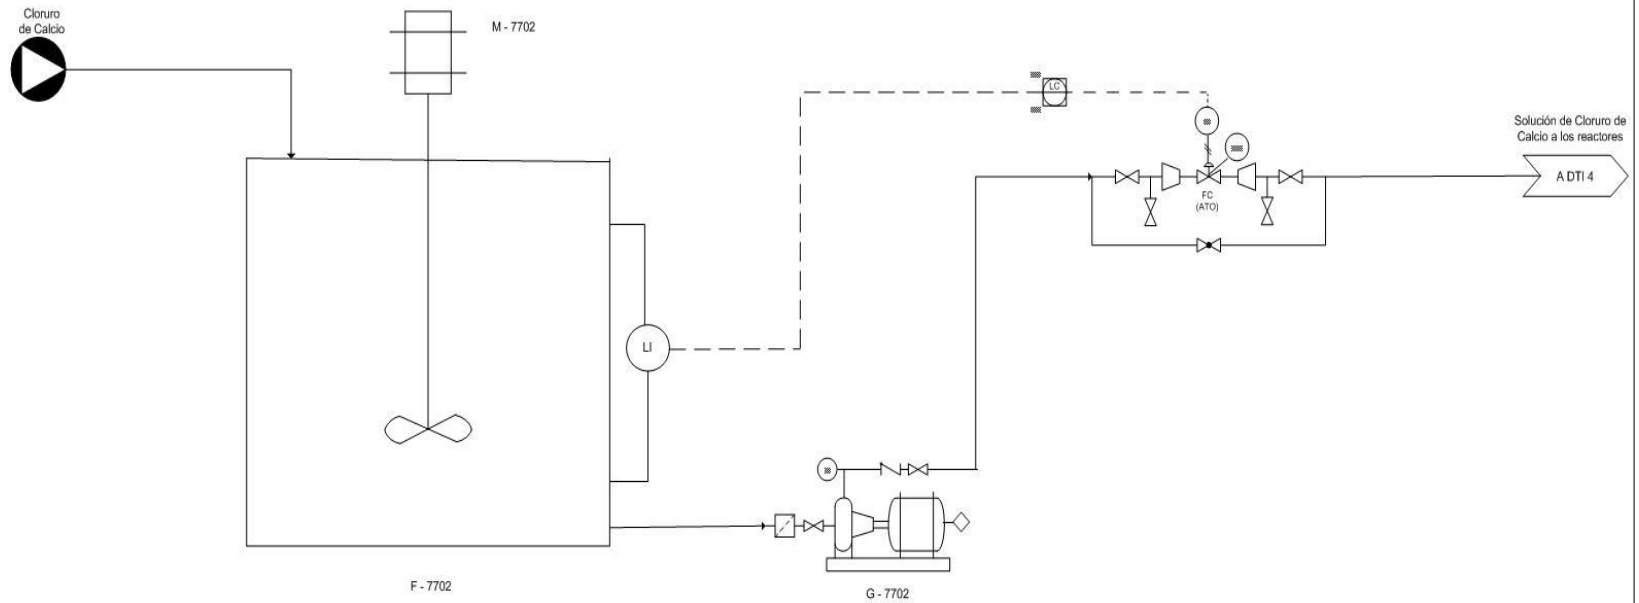 Cloruro
de Calcio
M - 7702
LC
Solución de Cloruro de
Calcio a los reactores
A DTI 4
FC
(ATO)
LI
F - 7702
G - 7702